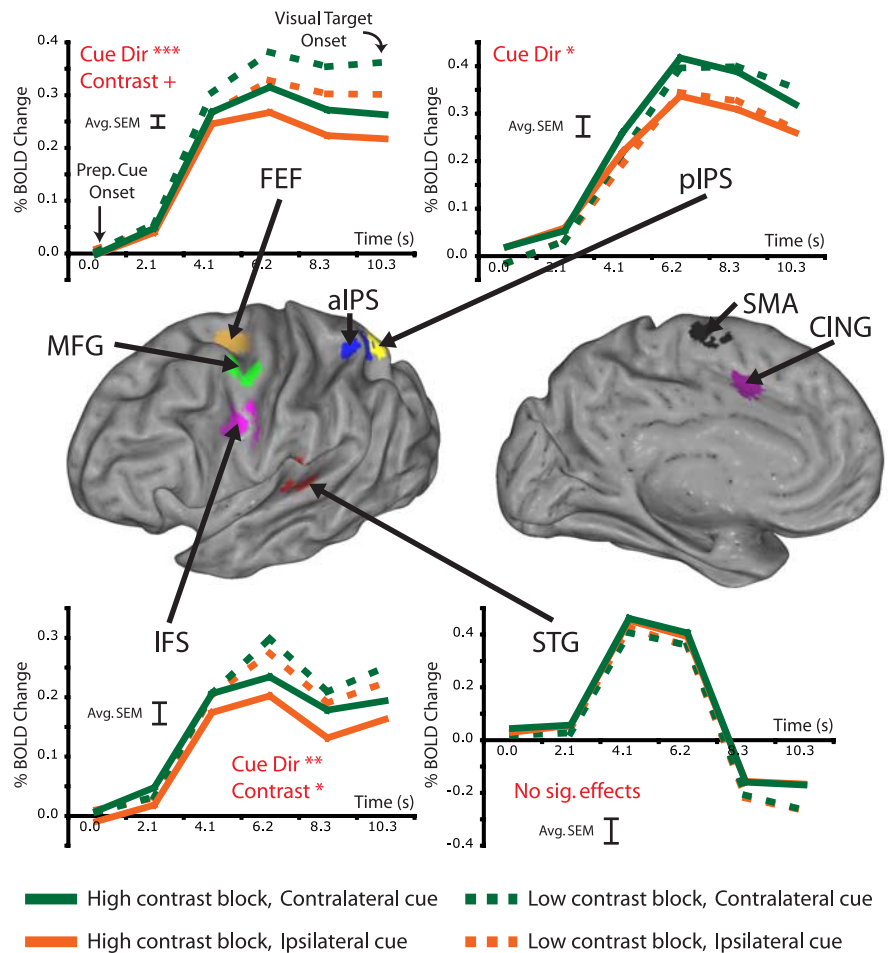 Visual Target
Onset
Cue Dir ***
Contrast +
Avg. SEM
Prep. Cue
Onset
% BOLD Change
0.4
0.3
0.2
0.1
0.0
Time (s)
0.0 2.1 4.1 6.2 8.3 10.3
FEF
Cue Dir *
Avg. SEM
% BOLD Change
0.4
0.3
0.2
0.1
0.0
Time (s)
0.0 2.1 4.1 6.2 8.3 10.3
pIPS
aIPS
MFG
SMA
CING
IFS
Avg. SEM
% BOLD Change
0.3
0.2
0.1
0.0
Cue Dir **
Contrast *
Time (s)
0.0 2.1 4.1 6.2 8.3 10.3
STG
% BOLD Change
0.4
0.2
0.0
-0.2
-0.4
Time (s)
0.0 2.1 4.1 6.2 8.3 10.3
No sig. effects
Avg. SEM
High contrast block, Contralateral cue
Low contrast block, Contralateral cue
High contrast block, Ipsilateral cue
Low contrast block, Ipsilateral cue